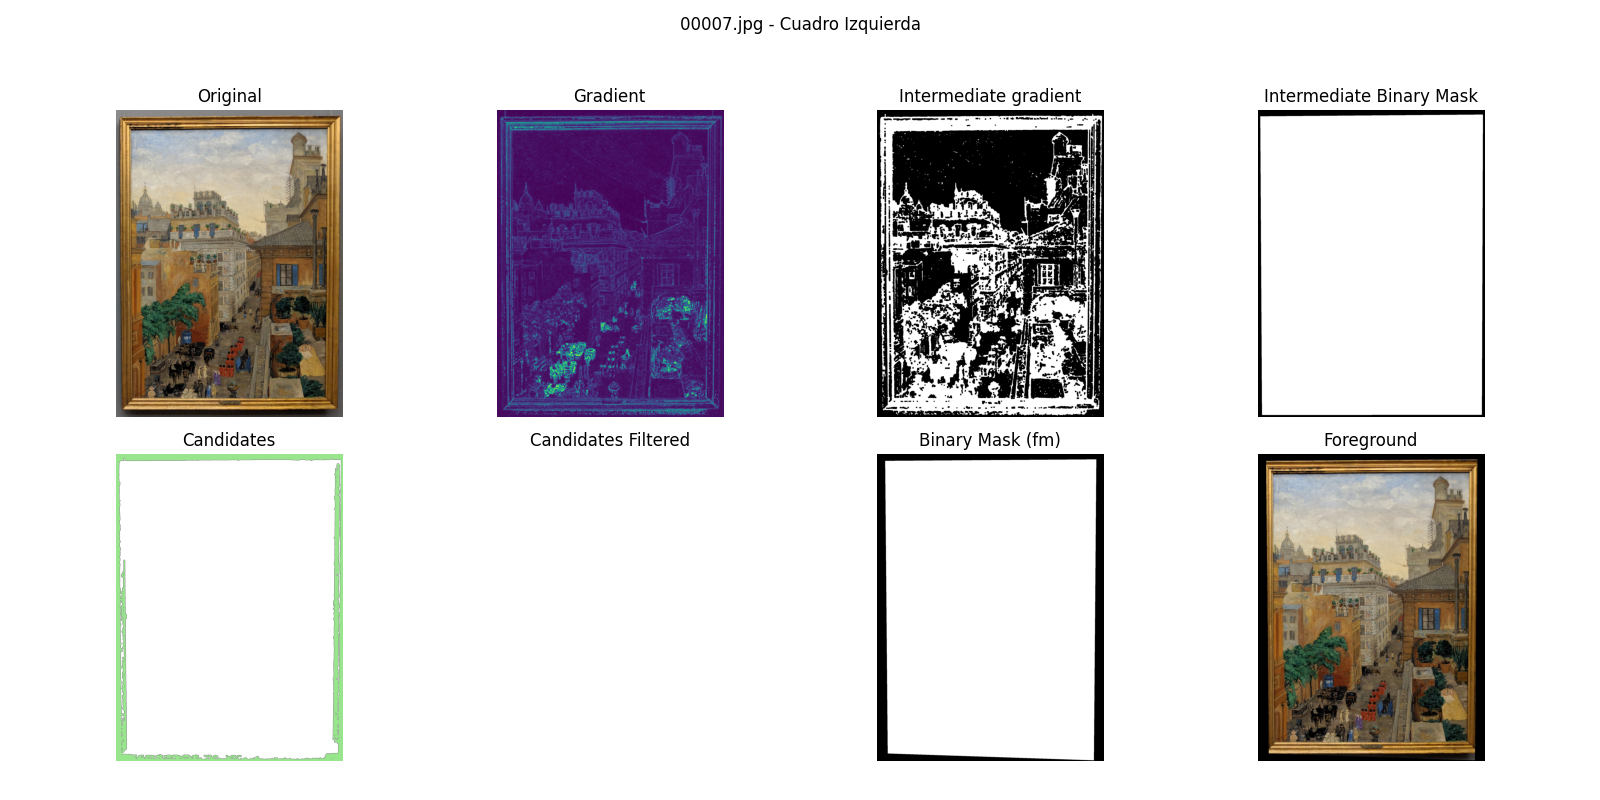 00007.jpg - Cuadro Izquierda
Original
Gradient
Intermediate gradient
Intermediate Binary Mask
Candidates
Candidates Filtered
Binary Mask (fm)
Foreground